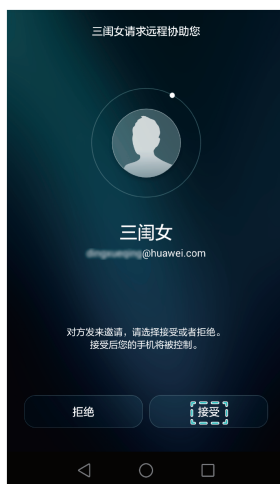 三闺女请求远程协助您
三闺女
@huawei.com
对方发来邀请，请选择接受或者拒绝。
接受后您的手机将被控制。
拒绝
接受